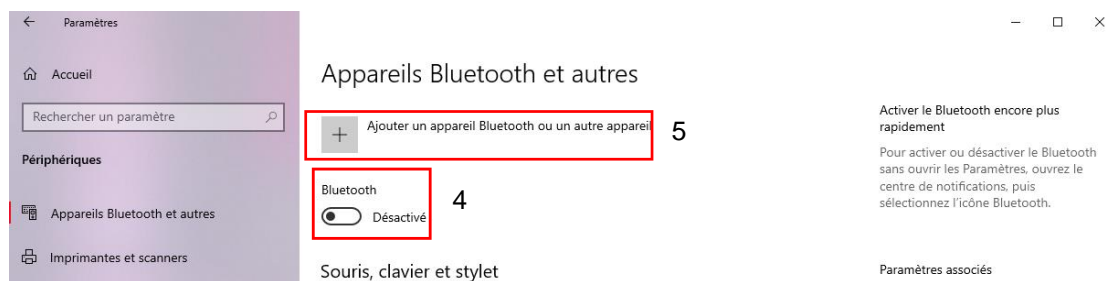 Paramètres
Accueil
Rechercher un paramètre
Périphériques
Appareils Bluetooth et autres
Imprimantes et scanners
Appareils Bluetooth et autres
Ajouter un appareil Bluetooth ou un autre appareil
5
Bluetooth
Désactivé
4
Souris, clavier et stylet
Activer le Bluetooth encore plus
rapidement
Pour activer ou désactiver le Bluetooth
sans ouvrir les Paramètres, ouvrez le
centre de notifications, puis
sélectionnez l'icône Bluetooth.
Paramètres associés